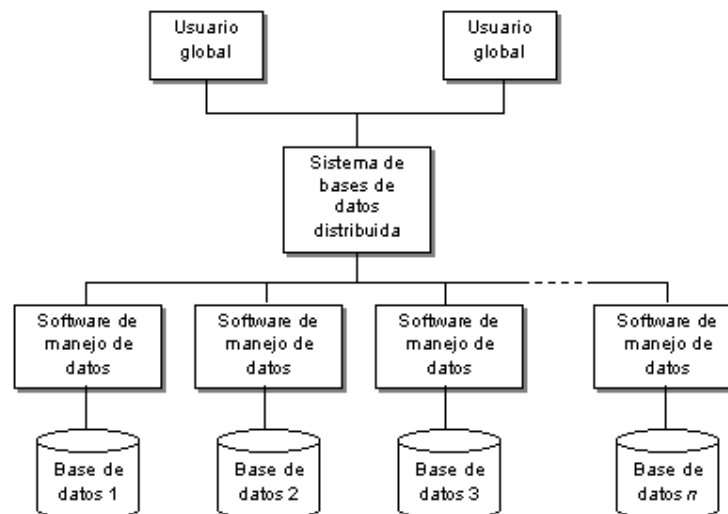 Usuario
global
Usuario
global
Sistema de
bases de
datos
distribuida
Software de
manejo de
datos
Software de
manejo de
datos
Software de
manejo de
datos
Software de
manejo de
datos
Base de
datos 1
Base de
datos 2
Base de
datos 3
Base de
datos n